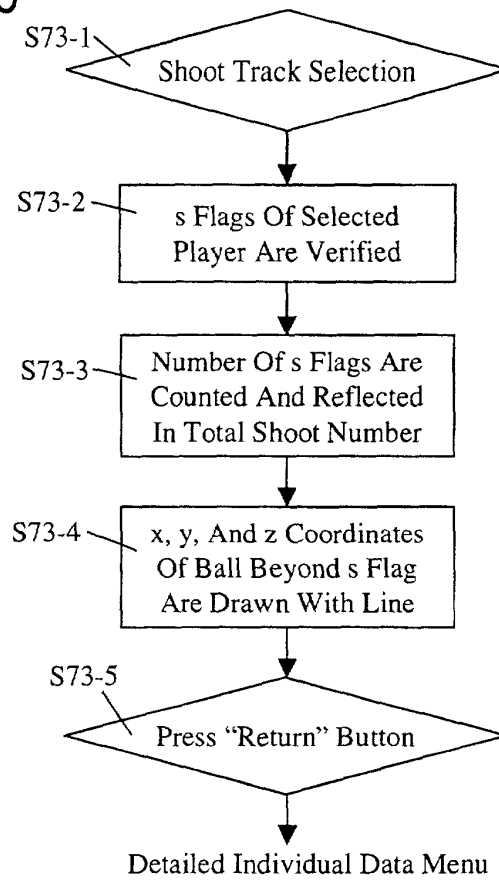 S73-1
Shoot Track Selection
S73-2
s Flags Of Selected
Player Are Verified
S73-3
Number Of s Flags Are
Counted And Reflected
In Total Shoot Number
S73-4
x, y, And z Coordinates
Of Ball Beyond s Flag
Are Drawn With Line
S73-5
Press “Return” Button
Detailed Individual Data Menu